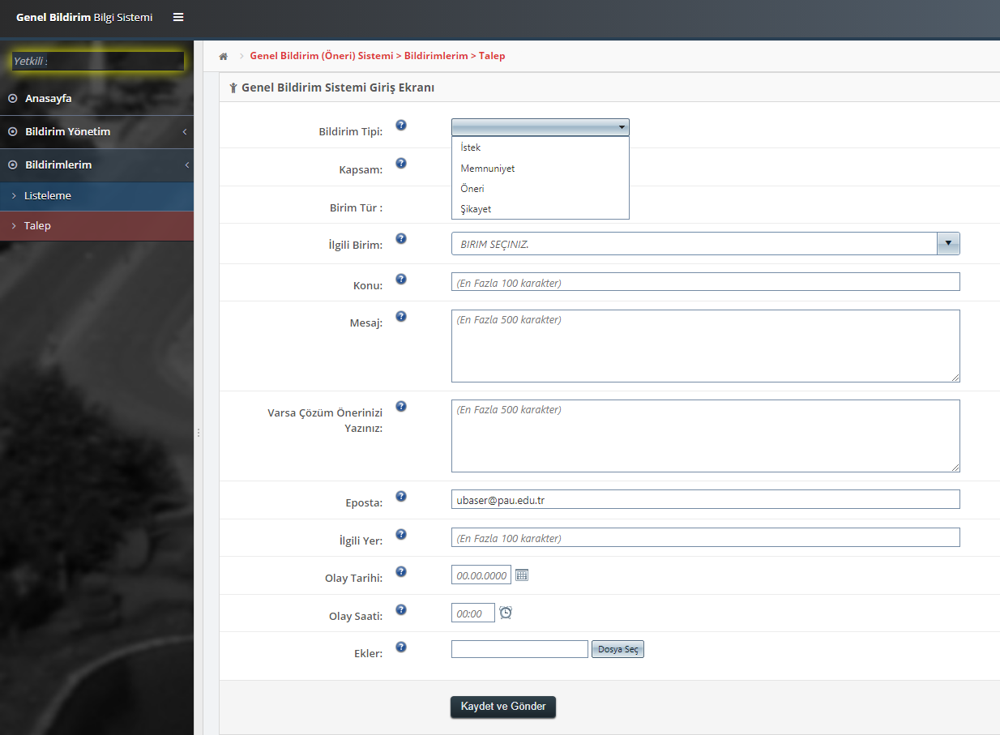 Genel Bildirim Bilgi Sistemi
Yetkili :
Anasayfa
Bildirim Yönetim
Bildirimlerim
Listeleme
Talep
Genel Bildirim (Öneri) Sistemi > Bildirimlerim > Talep
Genel Bildirim Sistemi Giriş Ekranı
Bildirim Tipi:
İstek
Memnuniyet
Öneri
Şikayet
Kapsam:
Birim Tür :
İlgili Birim:
BIRIM SEÇINIZ.
Konu:
(En Fazla 100 karakter)
Mesaj:
(En Fazla 500 karakter)
Varsa Çözüm Önerinizi
Yazınız:
(En Fazla 500 karakter)
Eposta:
ubaser@pau.edu.tr
İlgili Yer:
(En Fazla 100 karakter)
Olay Tarihi:
00.00.0000
Olay Saati:
00:00
Ekler:
Dosya Seç
Kaydet ve Gönder